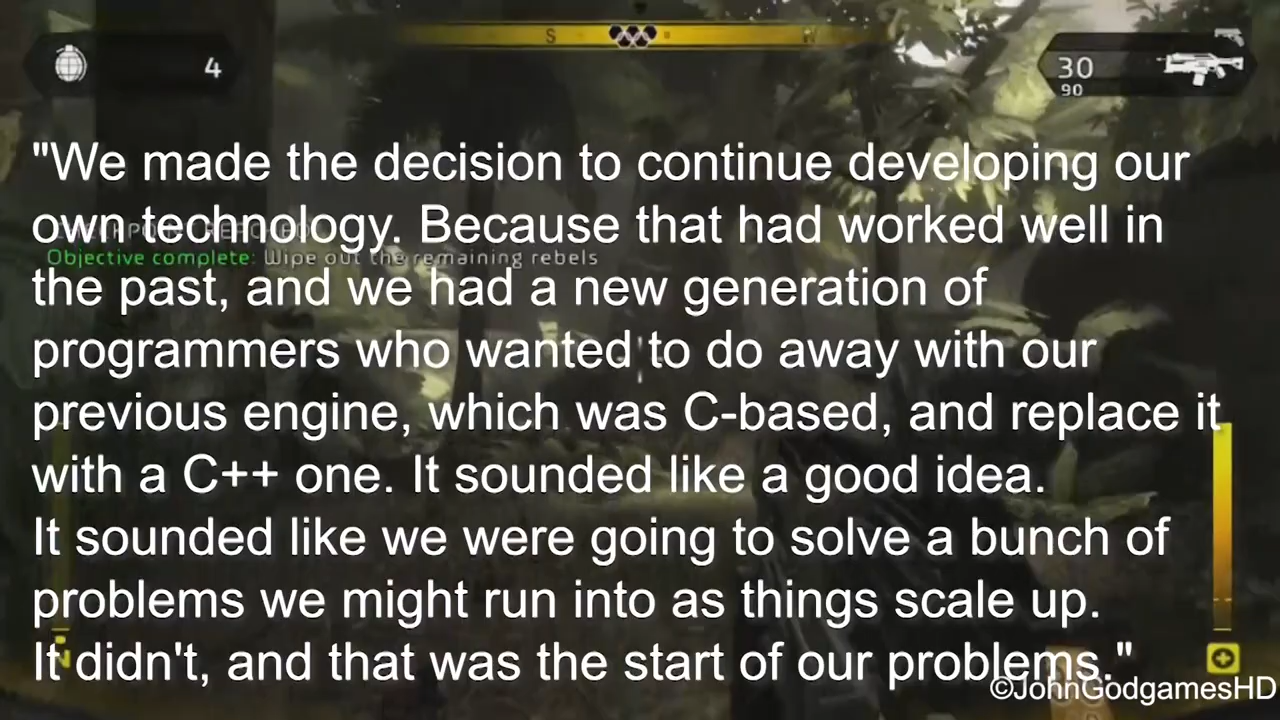 S
W
4
30
90
"We made the decision to continue developing our
own technology. Because that had worked well in
CHECKPOINT REACHED
Objective complete: Wipe out the remaining rebels
the past, and we had a new generation of
programmers who wanted to do away with our
previous engine, which was C-based, and replace it
with a C++ one. It sounded like a good idea.
It sounded like we were going to solve a bunch of
problems we might run into as things scale up.
It didn't, and that was the start of our problems."
©JohnGodgamesHD